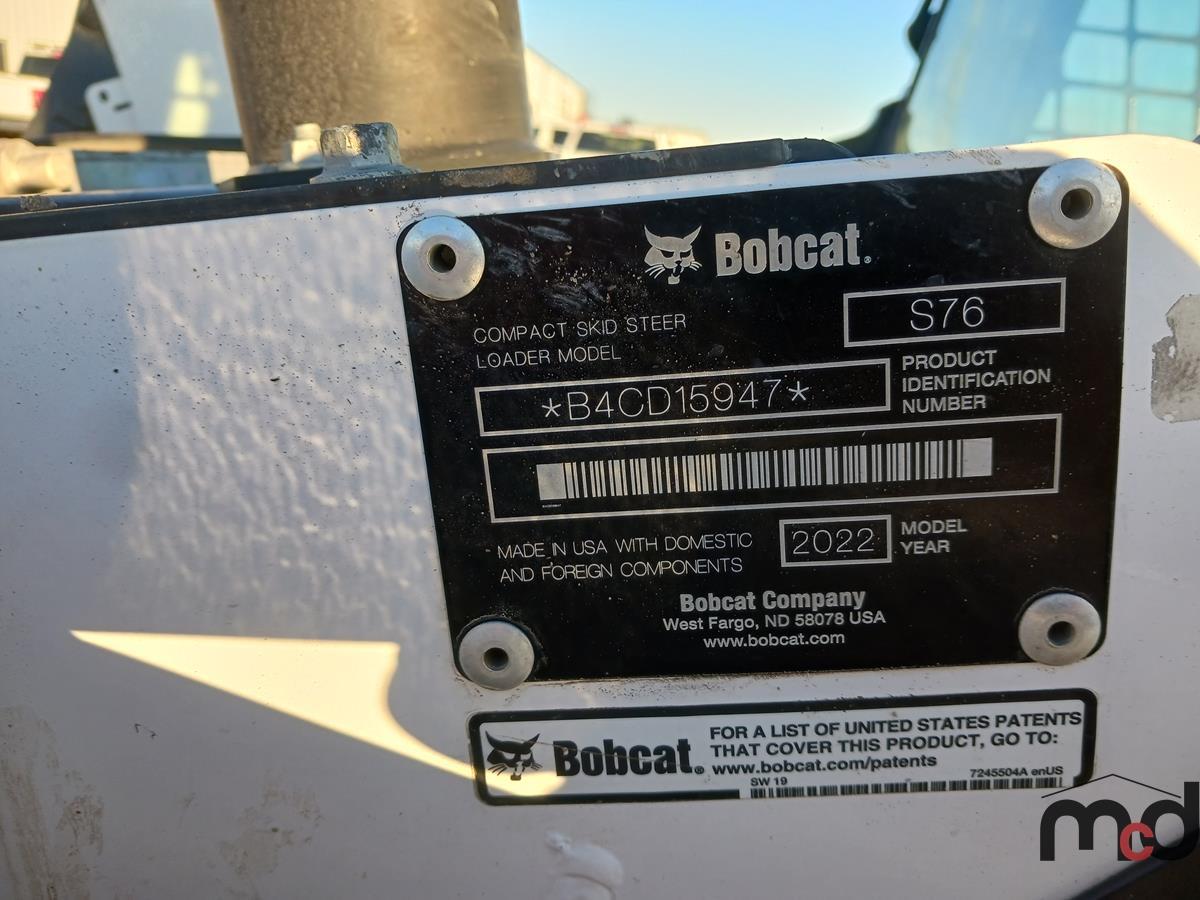 Bobcat®
COMPACT SKID STEER
LOADER MODEL
S76
*B4CD15947*
PRODUCT
IDENTIFICATION
NUMBER
MADE IN USA WITH DOMESTIC
AND FOREIGN COMPONENTS
2022
MODEL
YEAR
Bobcat Company
West Fargo, ND 58078 USA
www.bobcat.com
Bobcat®
FOR A LIST OF UNITED STATES PATENTS
THAT COVER THIS PRODUCT, GO TO:
www.bobcat.com/patents
SW 19
7245504A enUS
mcd